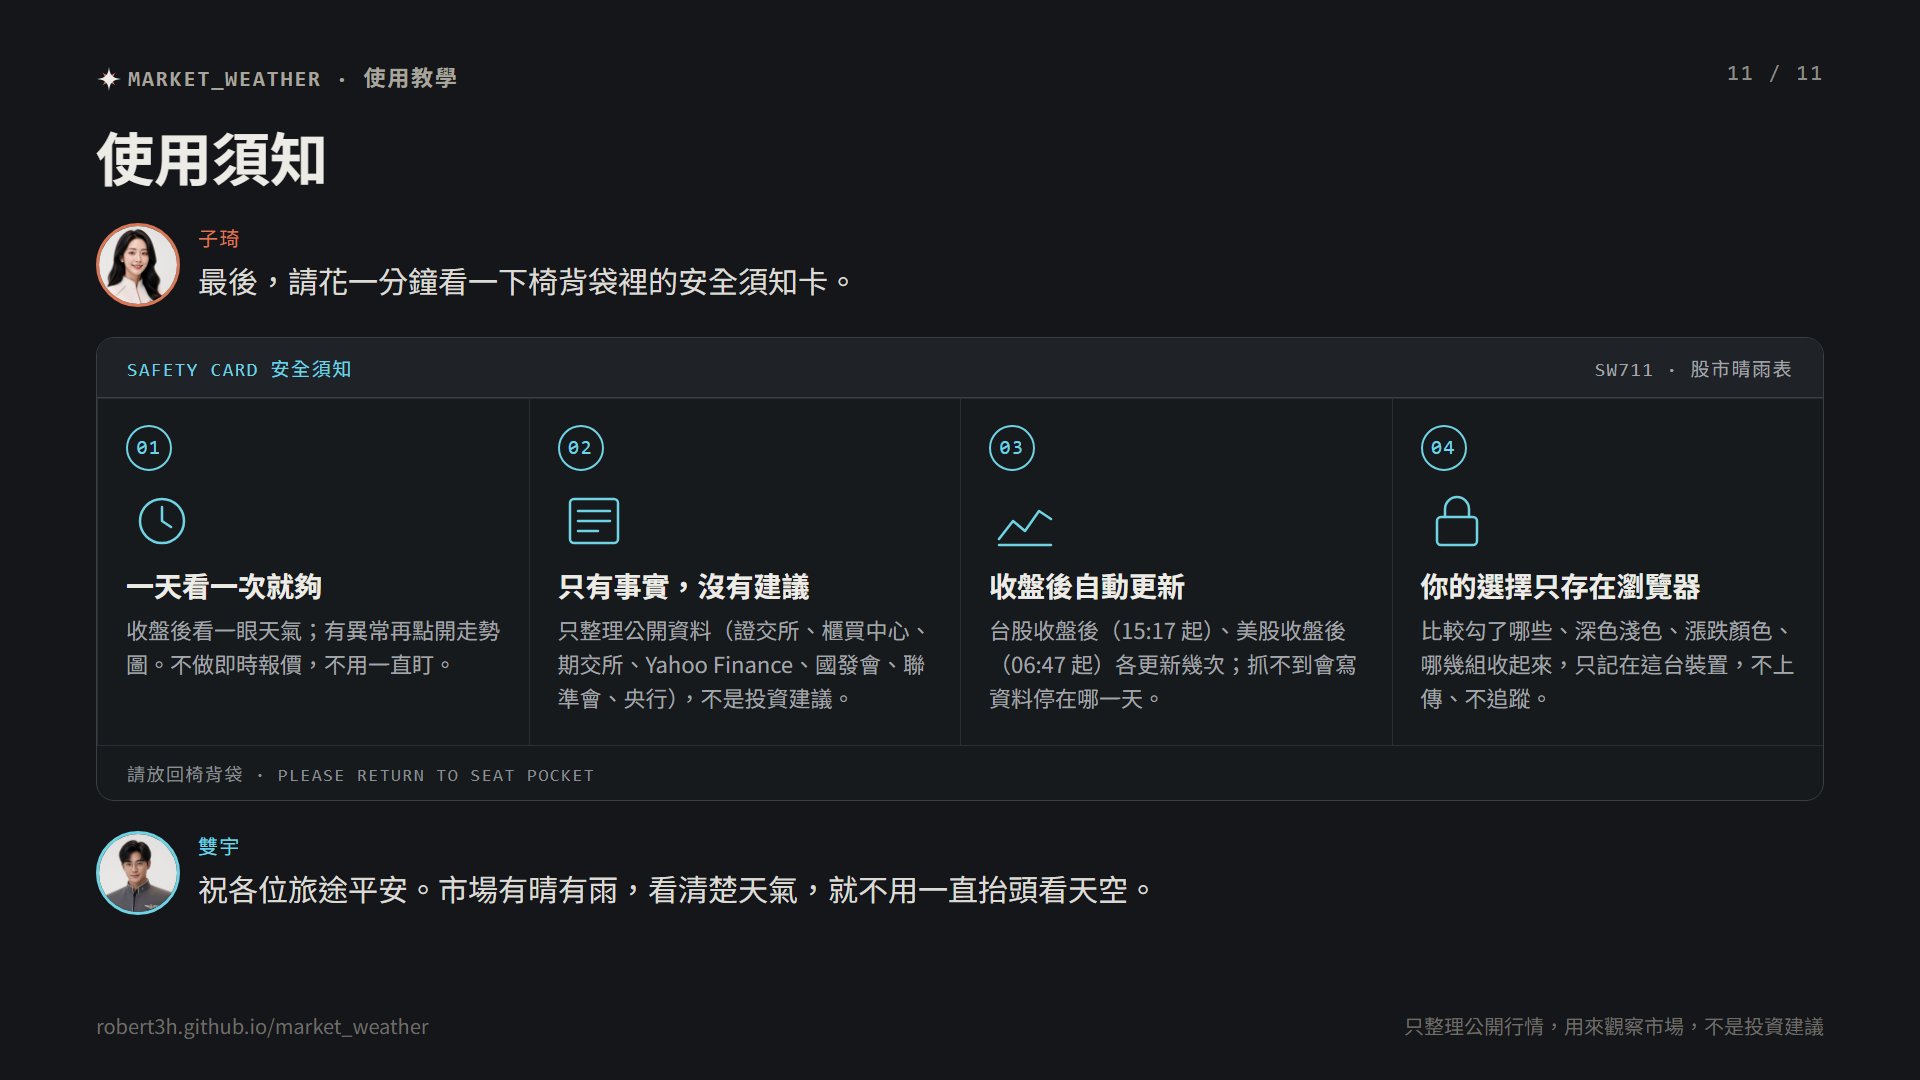 MARKET_WEATHER · 使用教學
11 / 11
使用須知
子琦
最後，請花一分鐘看一下椅背袋裡的安全須知卡。
SAFETY CARD 安全須知
SW711 · 股市晴雨表
01
一天看一次就夠
收盤後看一眼天氣；有異常再點開走勢
圖。不做即時報價，不用一直盯。
02
只有事實，沒有建議
只整理公開資料（證交所、櫃買中心、
期交所、Yahoo Finance、國發會、聯
準會、央行），不是投資建議。
03
收盤後自動更新
台股收盤後（15:17 起）、美股收盤後
（06:47 起）各更新幾次；抓不到會寫
資料停在哪一天。
04
你的選擇只存在瀏覽器
比較勾了哪些、深色淺色、漲跌顏色、
哪幾組收起來，只記在這台裝置，不上
傳、不追蹤。
請放回椅背袋 · PLEASE RETURN TO SEAT POCKET
雙宇
祝各位旅途平安。市場有晴有雨，看清楚天氣，就不用一直抬頭看天空。
robert3h.github.io/market_weather
只整理公開行情，用來觀察市場，不是投資建議